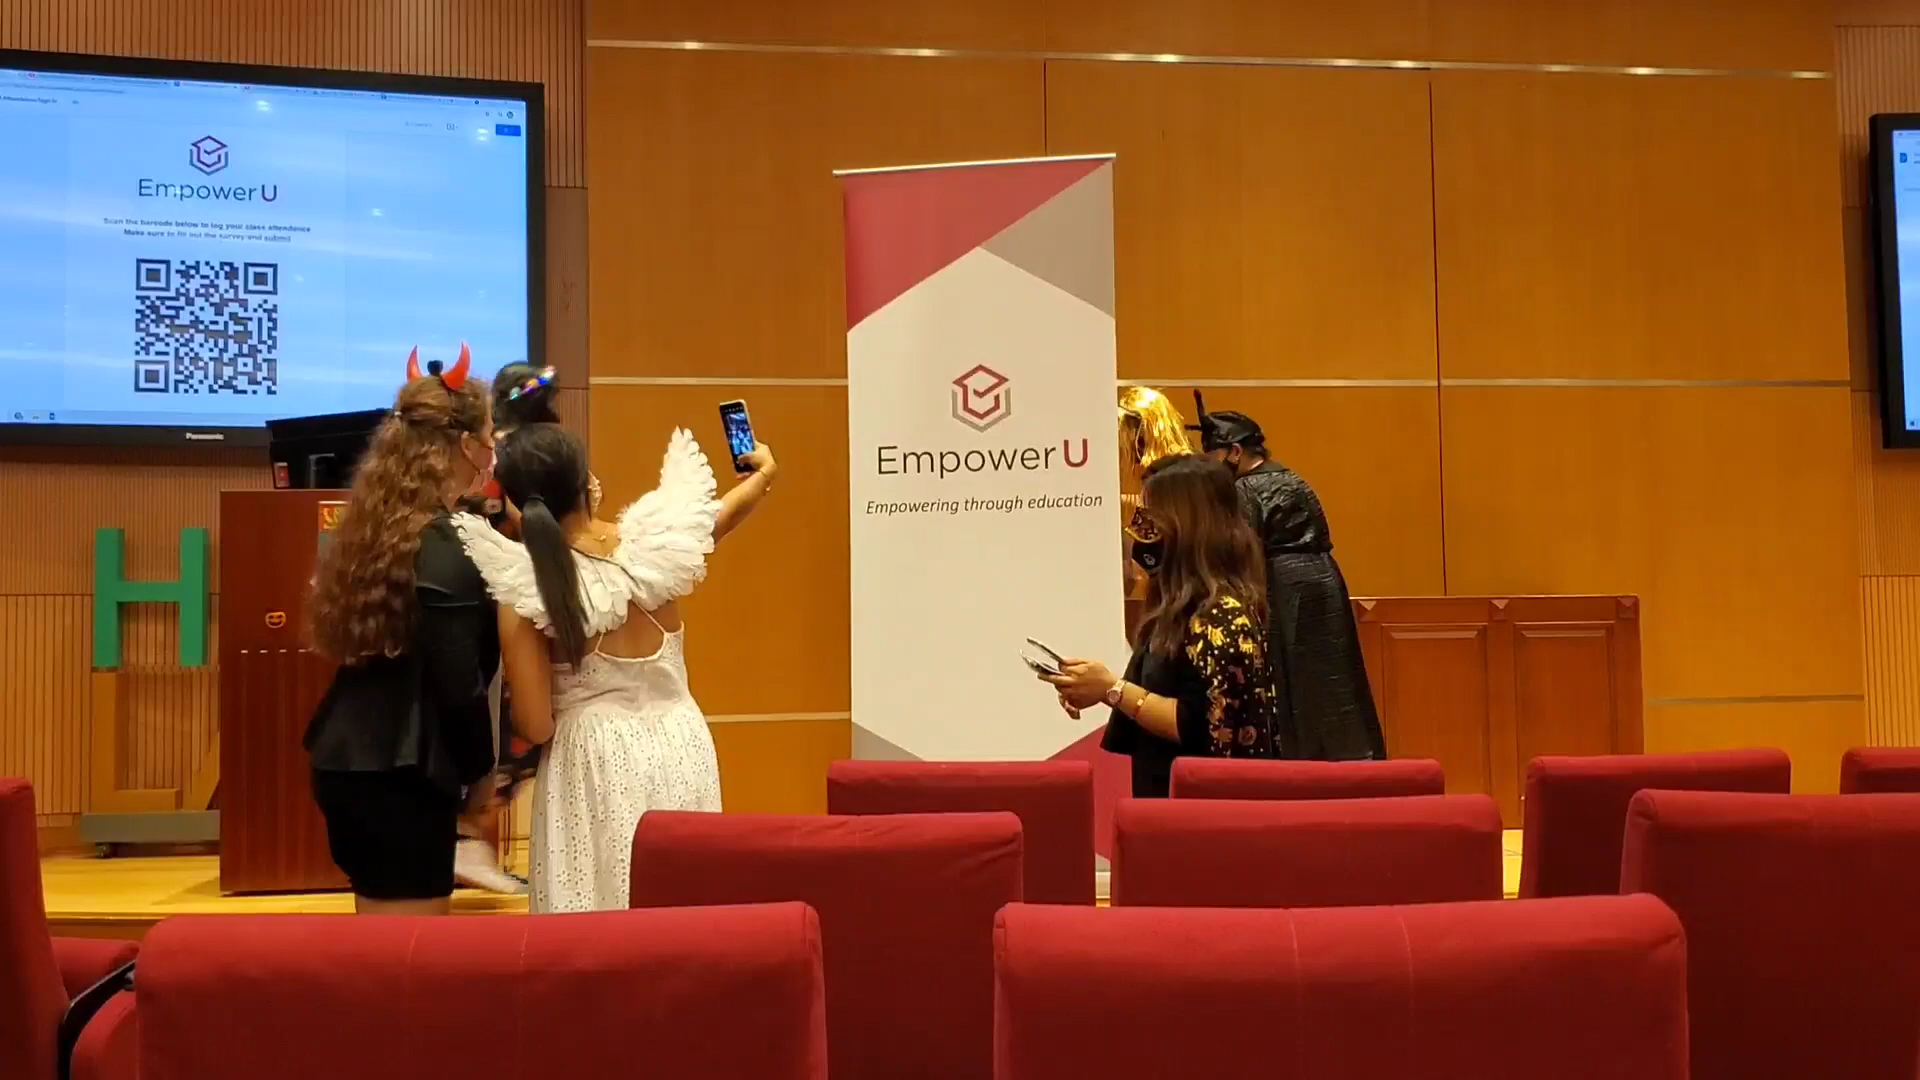 EmpowerU
Scan the barcode below to log your class attendence
Make sure to fill out the survey and submit
Panasonic
H
EmpowerU
Empowering through education